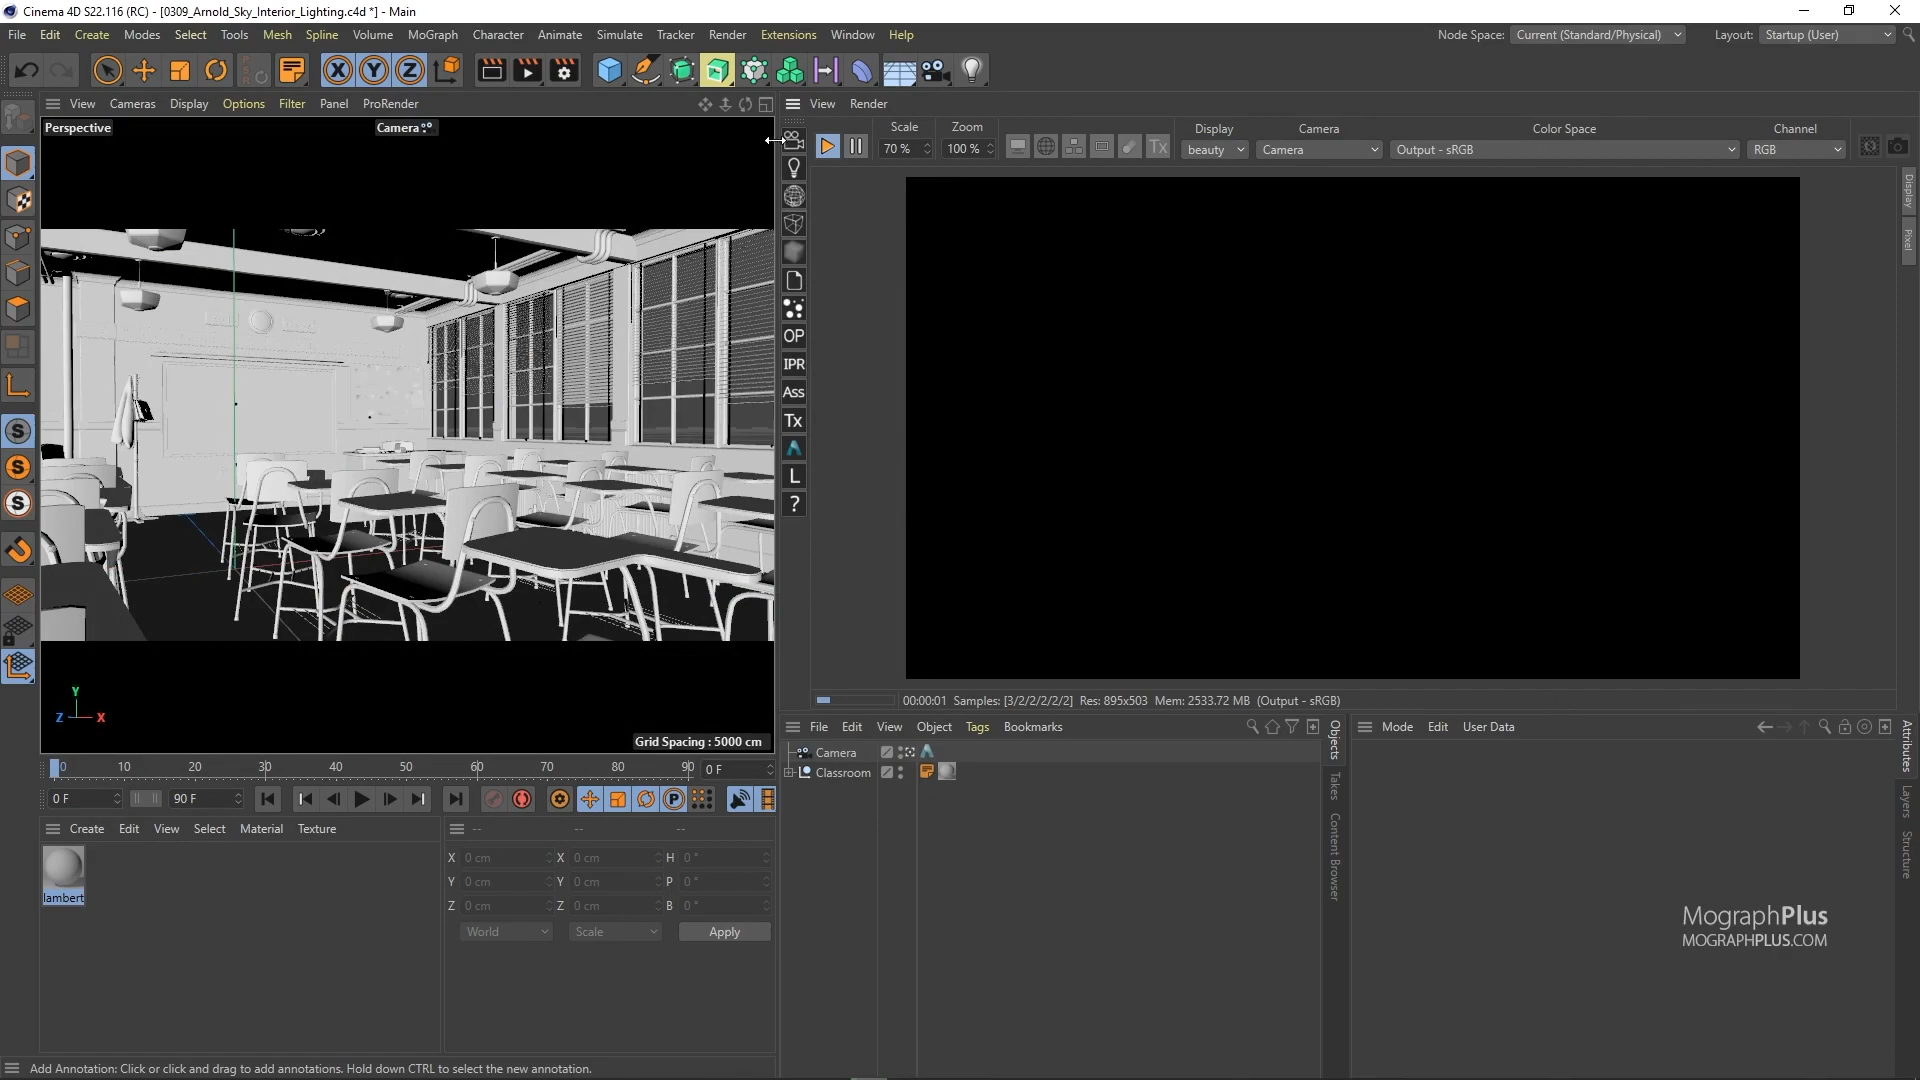 Cinema 4D S22.116 (RC) - [0309_Arnold_Sky_Interior_Lighting.c4d *] - Main
File Edit Create Modes Select Tools Mesh Spline Volume MoGraph Character Animate Simulate Tracker Render Extensions Window Help
Node Space: Current (Standard/Physical) Layout: Startup (User)
X Y Z
View Cameras Display Options Filter Panel ProRender
View Render
Perspective
Camera
Scale Zoom Display Camera Color Space Channel
70 % 100 % Tx beauty Camera Output - sRGB RGB
Display
Pixel
OP
IPR
Ass
Tx
L
?
S
S
S
Y
Z X
Grid Spacing : 5000 cm
00:00:01 Samples: [3/2/2/2/2/2] Res: 895x503 Mem: 2533.72 MB (Output - sRGB)
File Edit View Object Tags Bookmarks
Mode Edit User Data
Camera
Classroom
Objects
Takes
Content Browser
Attributes
Layers
Structure
0 10 20 30 40 50 60 70 80 90 0 F
0 F 90 F P
Create Edit View Select Material Texture
-- -- --
lambert
X 0 cm X 0 cm H 0 °
Y 0 cm Y 0 cm P 0 °
Z 0 cm Z 0 cm B 0 °
World Scale Apply
MographPlus
MOGRAPHPLUS.COM
Add Annotation: Click or click and drag to add annotations. Hold down CTRL to select the new annotation.